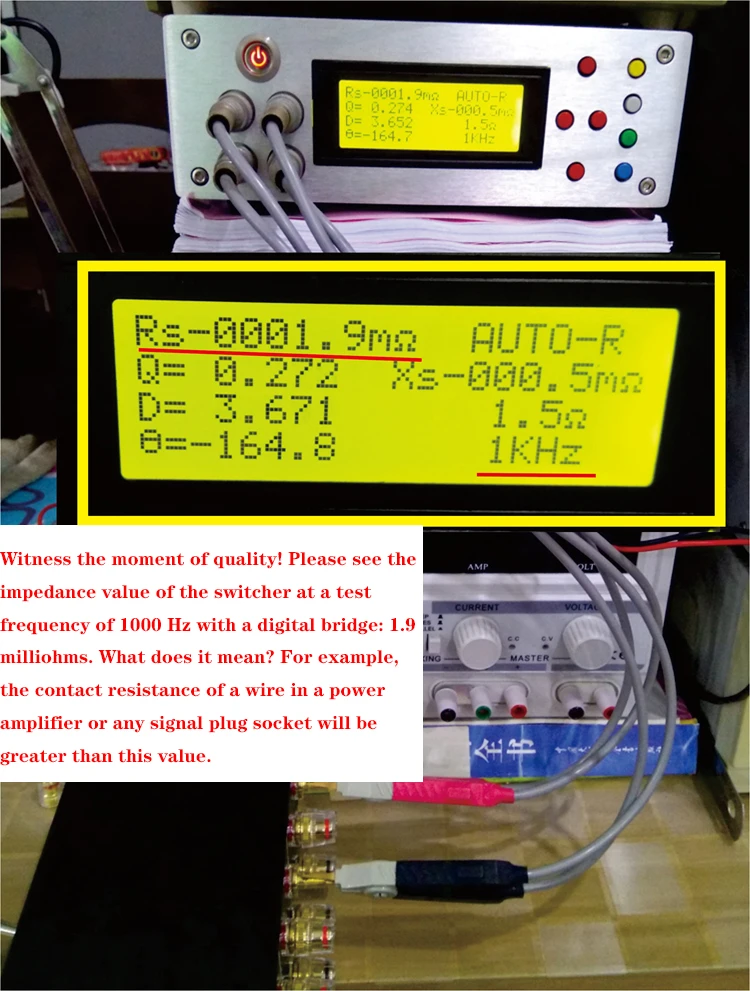 Rs-0001.9mΩ AUTO-R
Q= 0.274 Xs-000.5mΩ
D= 3.652 1.5Ω
θ=-164.7 1KHz
Rs-0001.9mΩ AUTO-R
Q= 0.272 Xs-000.5mΩ
D= 3.671 1.5Ω
θ=-164.8 1KHz
Witness the moment of quality! Please see the
impedance value of the switcher at a test
frequency of 1000 Hz with a digital bridge: 1.9
milliohms. What does it mean? For example,
the contact resistance of a wire in a power
amplifier or any signal plug socket will be
greater than this value.
AMP
CURRENT
C.C C.V
MASTER
全书